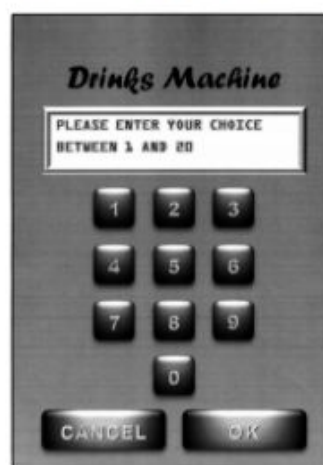 Drinks Machine
PLEASE ENTER YOUR CHOICE
BETWEEN 1 AND 20
1 2 3
4 5 6
7 8 9
0
CANCEL OK